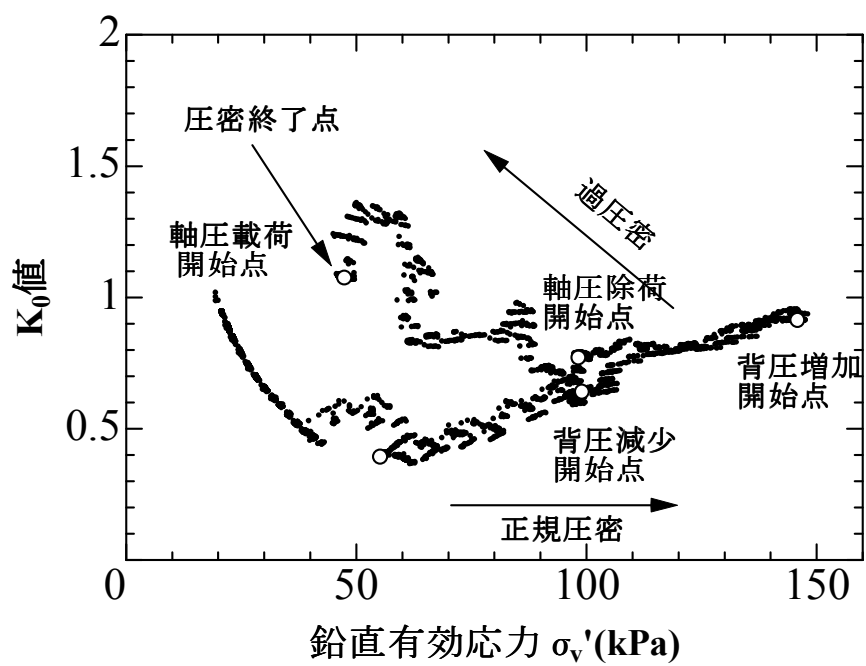 2
圧密終了点
1.5
過圧密
軸圧載荷
開始点
K₀値
1
軸圧除荷
開始点
背圧増加
開始点
0.5
背圧減少
開始点
正規圧密
0
50
100
150
鉛直有効応力 σv'(kPa)